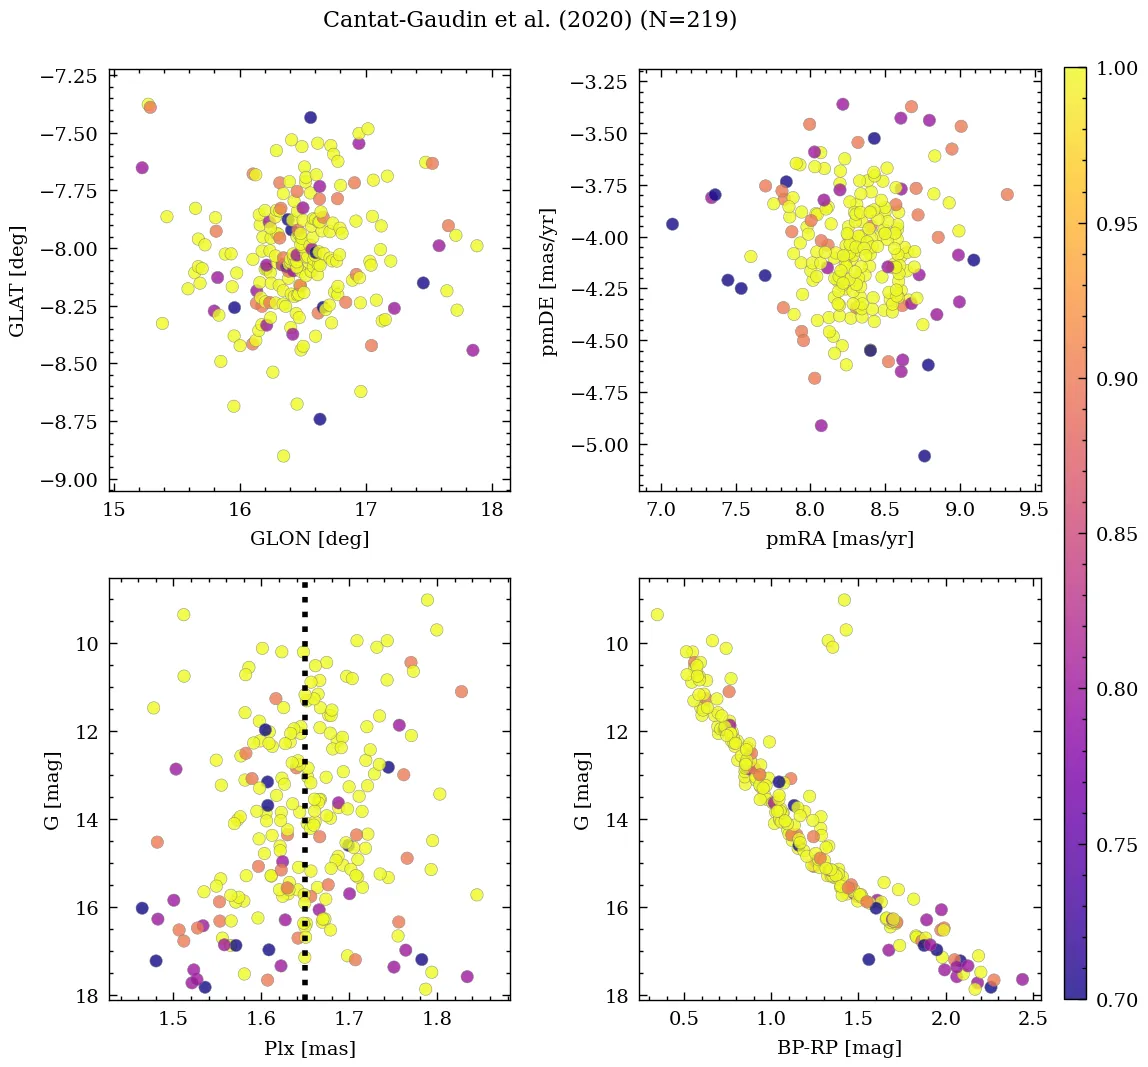 Cantat-Gaudin et al. (2020) (N=219)
−7.25
−7.50
−7.75
−8.00
−8.25
−8.50
−8.75
−9.00
GLAT [deg]
15 16 17 18
GLON [deg]
−3.25
−3.50
−3.75
−4.00
−4.25
−4.50
−4.75
−5.00
pmDE [mas/yr]
7.0 7.5 8.0 8.5 9.0 9.5
pmRA [mas/yr]
10
12
14
16
18
G [mag]
1.5 1.6 1.7 1.8
Plx [mas]
10
12
14
16
18
G [mag]
0.5 1.0 1.5 2.0 2.5
BP-RP [mag]
1.00
0.95
0.90
0.85
0.80
0.75
0.70